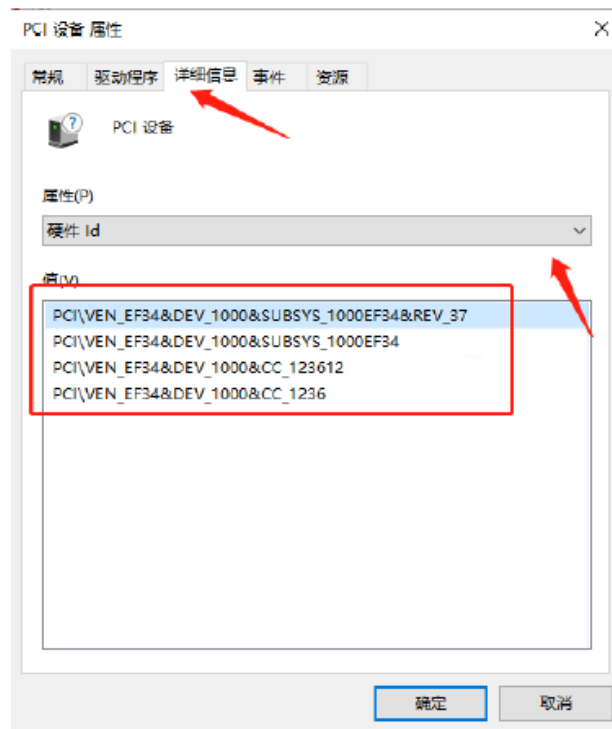 PCI 设备 属性
常规 驱动程序 详细信息 事件 资源
PCI 设备
属性(P)
硬件 Id
值(V)
PCI\VEN_EF34&DEV_1000&SUBSYS_1000EF34&REV_37
PCI\VEN_EF34&DEV_1000&SUBSYS_1000EF34
PCI\VEN_EF34&DEV_1000&CC_123612
PCI\VEN_EF34&DEV_1000&CC_1236
确定 取消